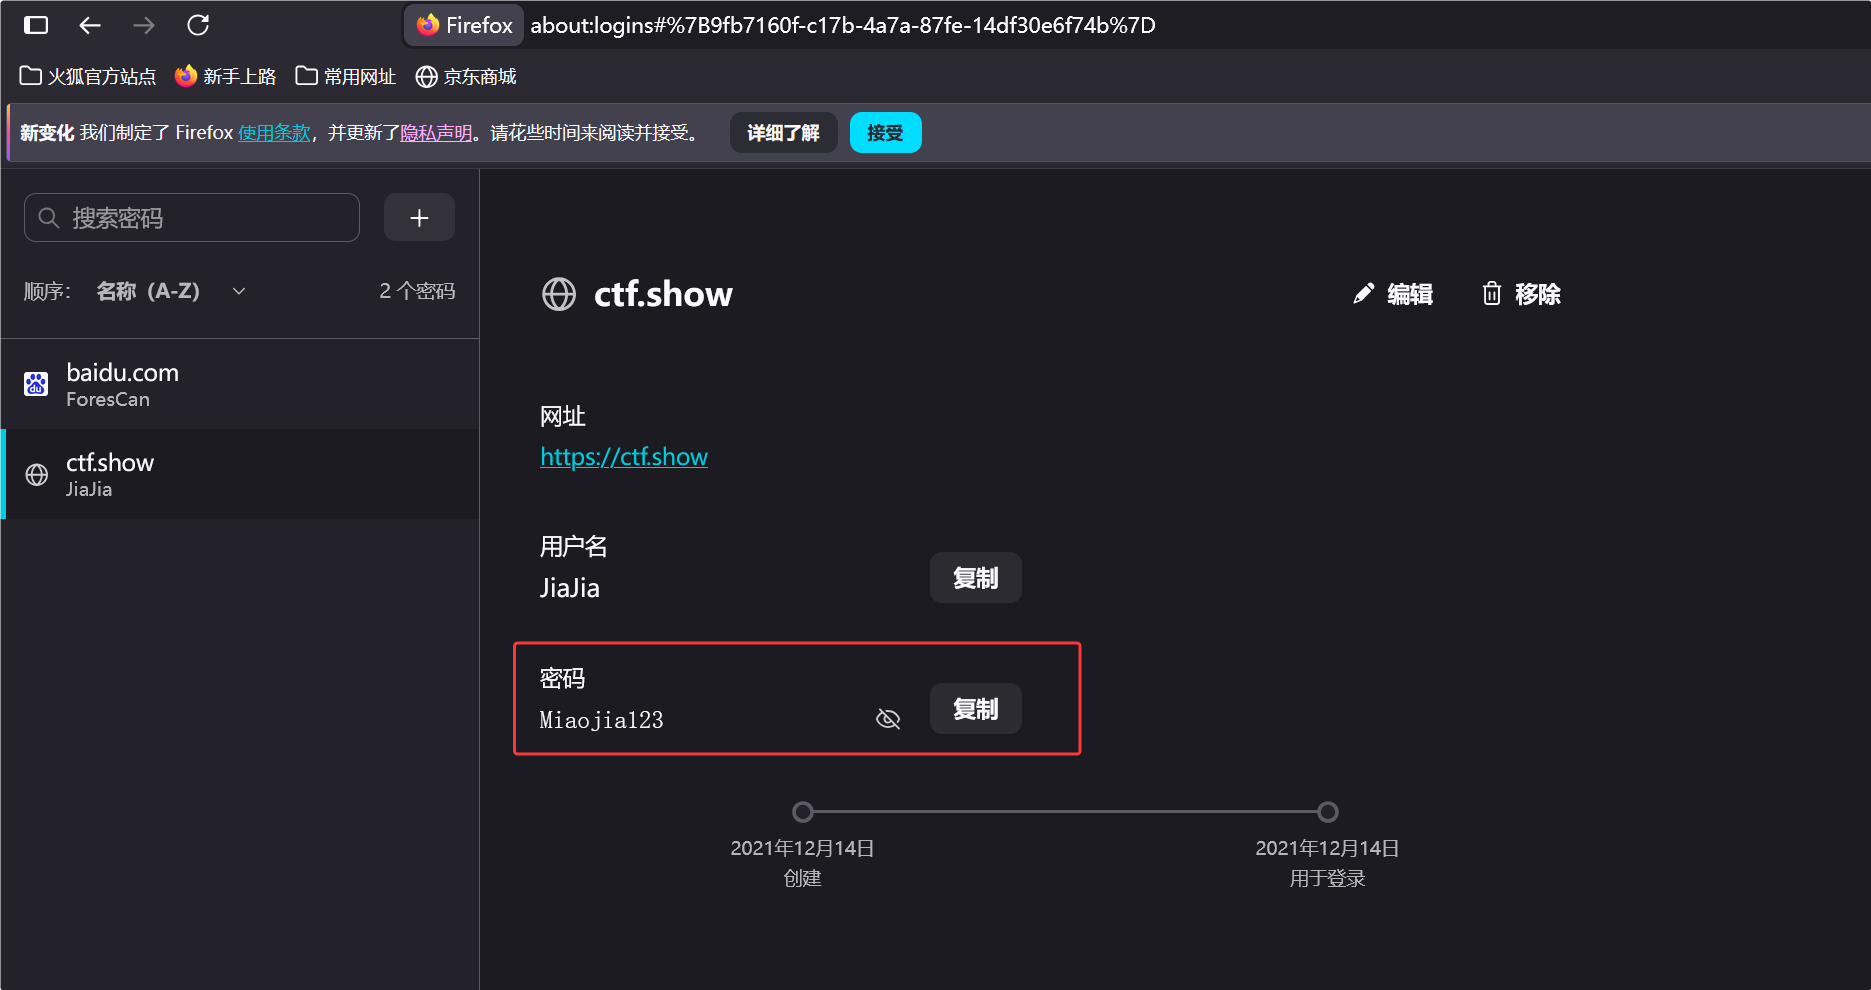 Firefox about:logins#%7B9fb7160f-c17b-4a7a-87fe-14df30e6f74b%7D
火狐官方站点 新手上路 常用网址 京东商城
新变化 我们制定了 Firefox 使用条款，并更新了隐私声明。请花些时间来阅读并接受。 详细了解 接受
搜索密码
顺序： 名称（A-Z） 2 个密码
baidu.com
ForesCan
ctf.show
JiaJia
ctf.show 编辑 移除
网址
https://ctf.show
用户名
JiaJia 复制
密码
Miaojia123 复制
2021年12月14日 2021年12月14日
创建 用于登录
du